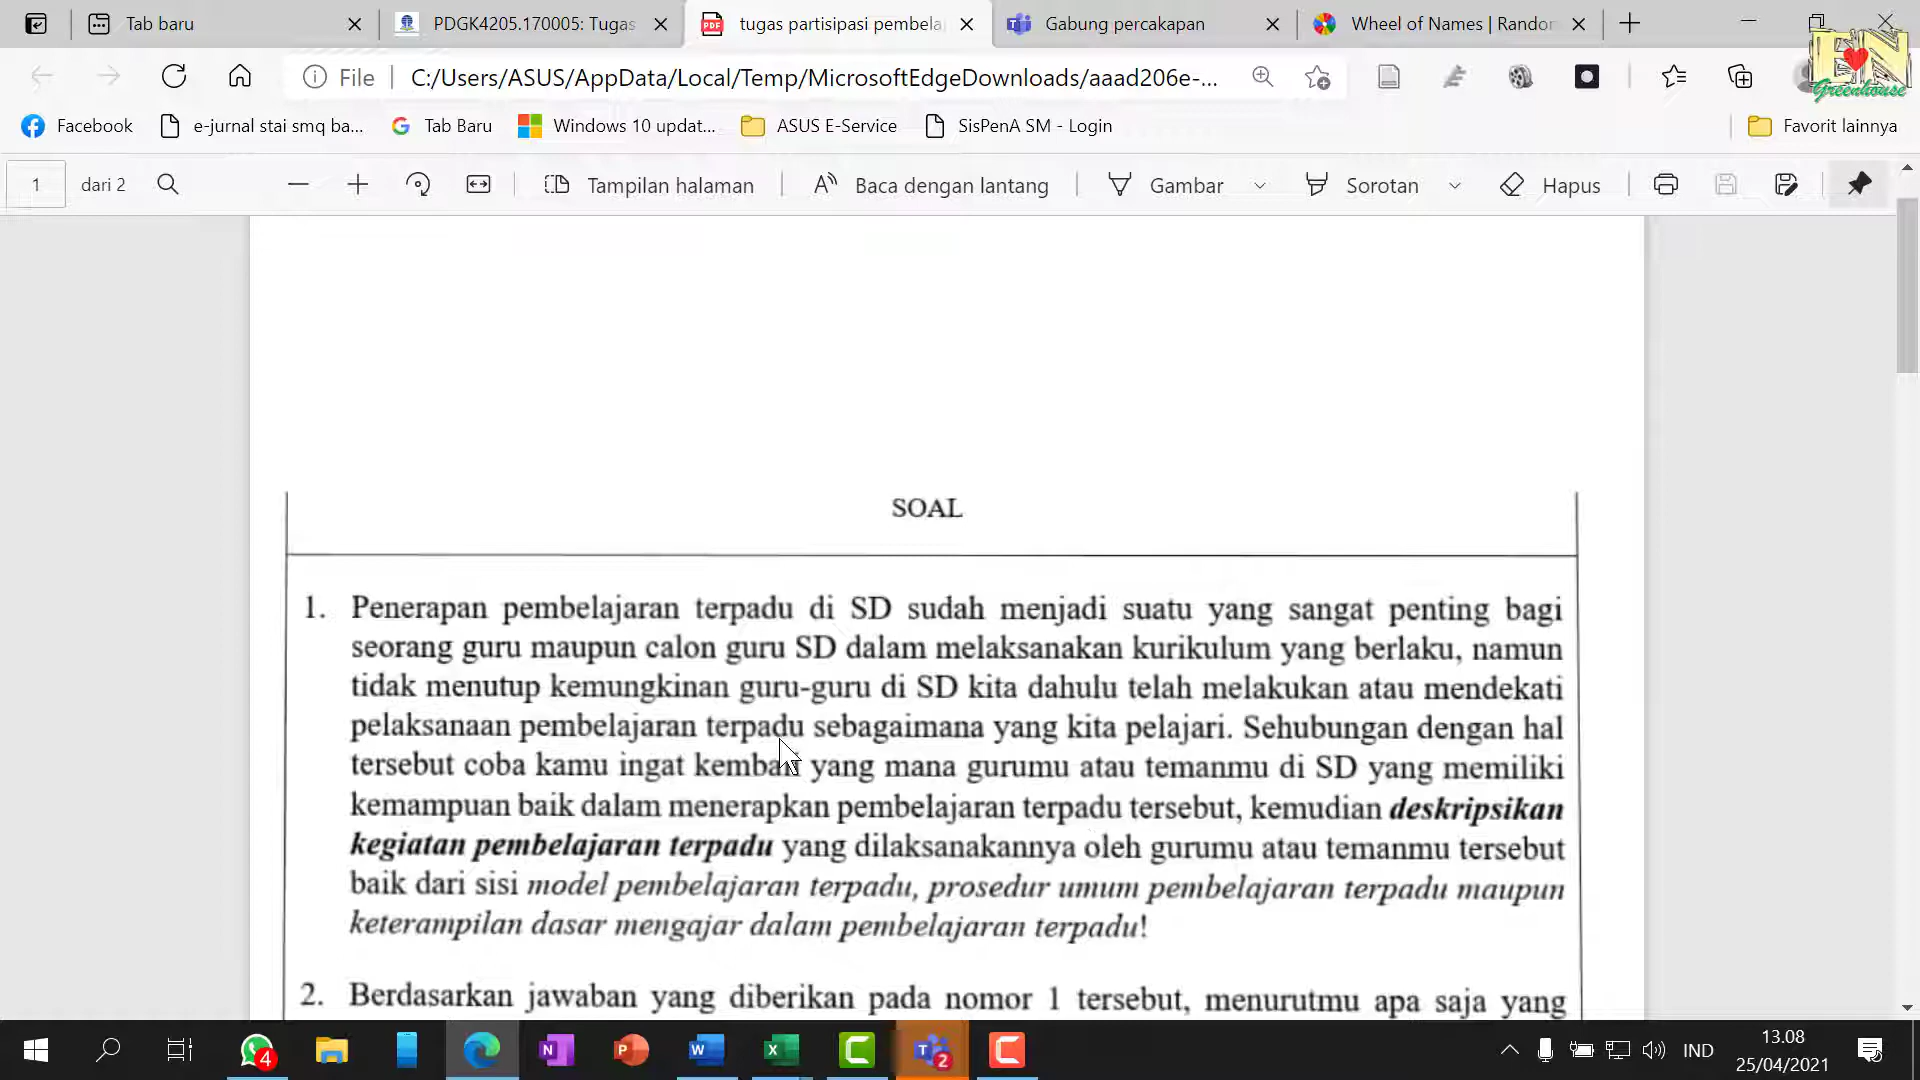 Tab baru
PDGK4205.170005: Tugas
tugas partisipasi pembela
Gabung percakapan
Wheel of Names | Random
File
C:/Users/ASUS/AppData/Local/Temp/MicrosoftEdgeDownloads/aaad206e-...
EN
Greenhouse
Facebook
e-jurnal stai smq ba...
Tab Baru
Windows 10 updat...
ASUS E-Service
SisPenA SM - Login
Favorit lainnya
1 dari 2
Tampilan halaman
Baca dengan lantang
Gambar
Sorotan
Hapus
SOAL
1. Penerapan pembelajaran terpadu di SD sudah menjadi suatu yang sangat penting bagi
seorang guru maupun calon guru SD dalam melaksanakan kurikulum yang berlaku, namun
tidak menutup kemungkinan guru-guru di SD kita dahulu telah melakukan atau mendekati
pelaksanaan pembelajaran terpadu sebagaimana yang kita pelajari. Sehubungan dengan hal
tersebut coba kamu ingat kembali yang mana gurumu atau temanmu di SD yang memiliki
kemampuan baik dalam menerapkan pembelajaran terpadu tersebut, kemudian deskripsikan
kegiatan pembelajaran terpadu yang dilaksanakannya oleh gurumu atau temanmu tersebut
baik dari sisi model pembelajaran terpadu, prosedur umum pembelajaran terpadu maupun
keterampilan dasar mengajar dalam pembelajaran terpadu!
2. Berdasarkan jawaban yang diberikan pada nomor 1 tersebut, menurutmu apa saja yang
4
2
IND
13.08
25/04/2021